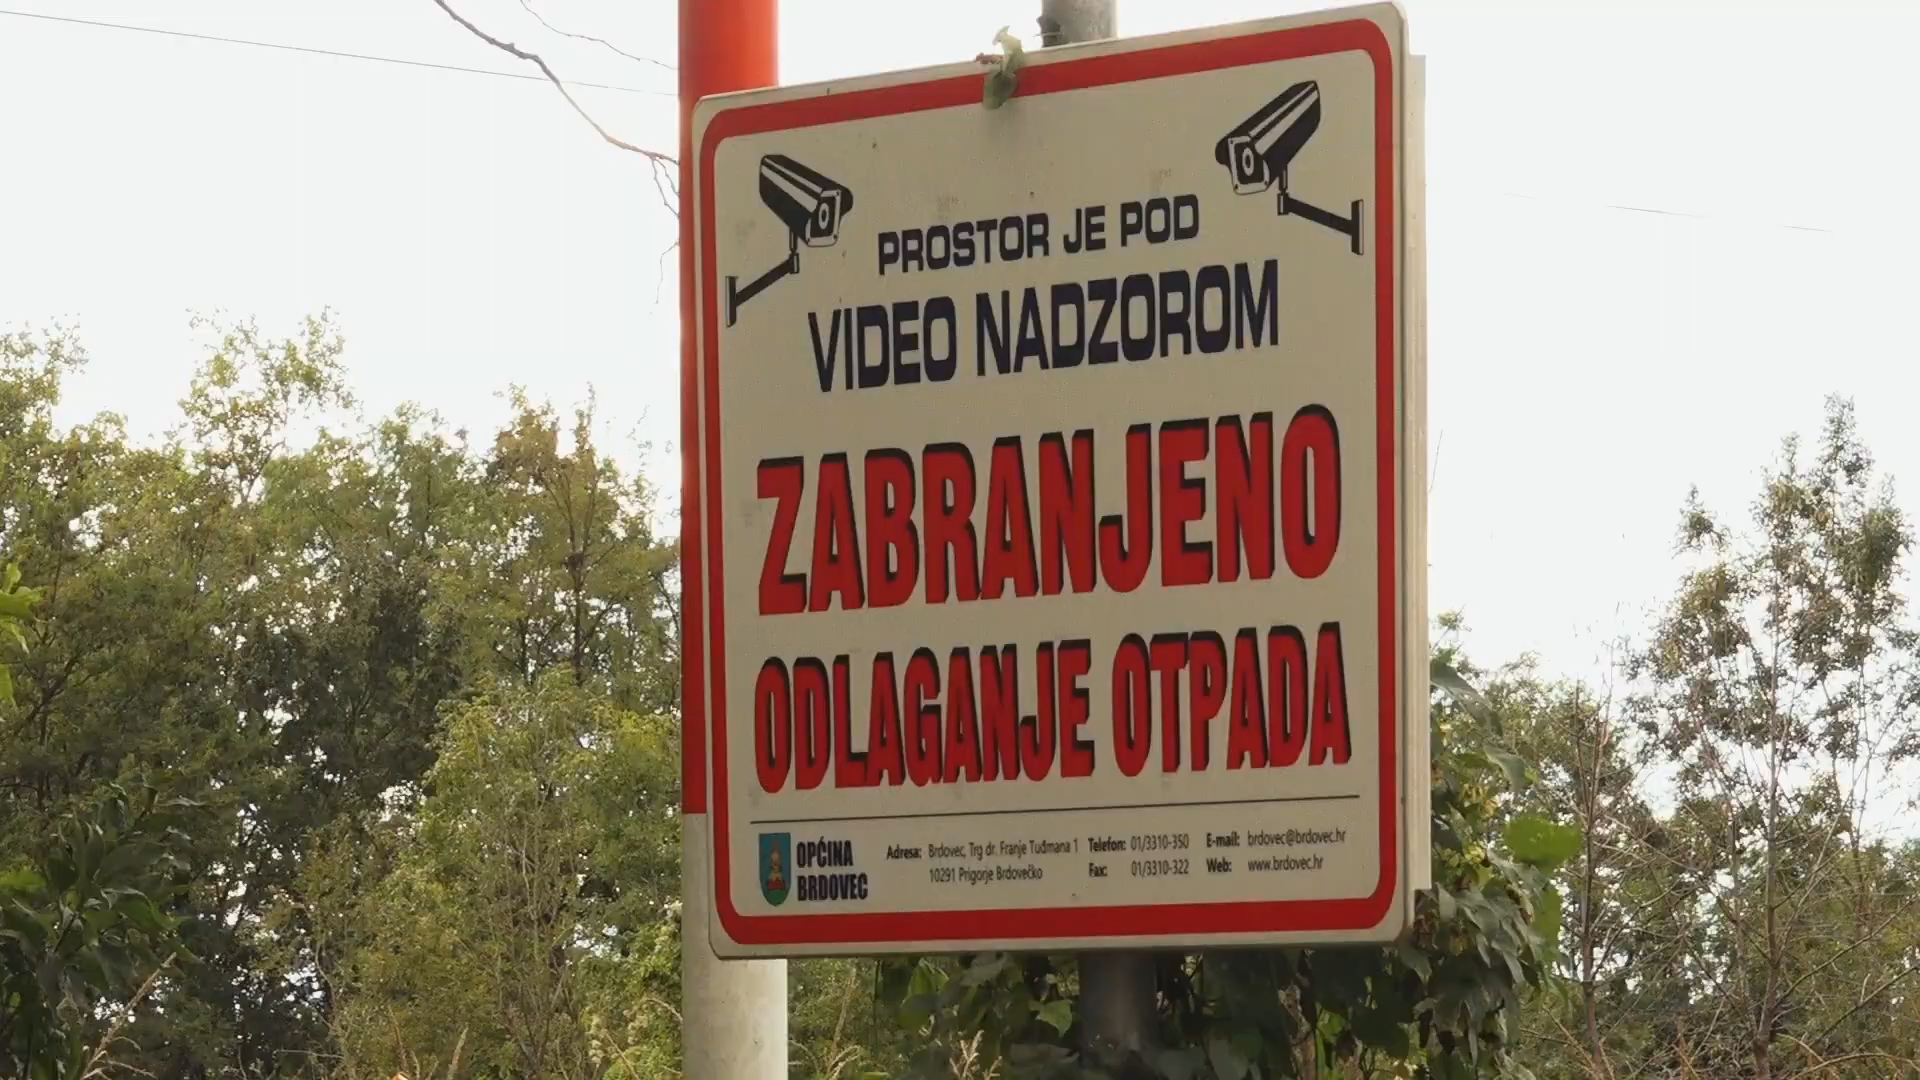 PROSTOR JE POD
VIDEO NADZOROM
ZABRANJENO
ODLAGANJE OTPADA
OPĆINA
BRDOVEC
Adresa: Brdovec, Trg dr. Franje Tuđmana 1
10291 Prigorje Brdovečko
Telefon: 01/3310-350
Fax: 01/3310-322
E-mail: brdovec@brdovec.hr
Web: www.brdovec.hr